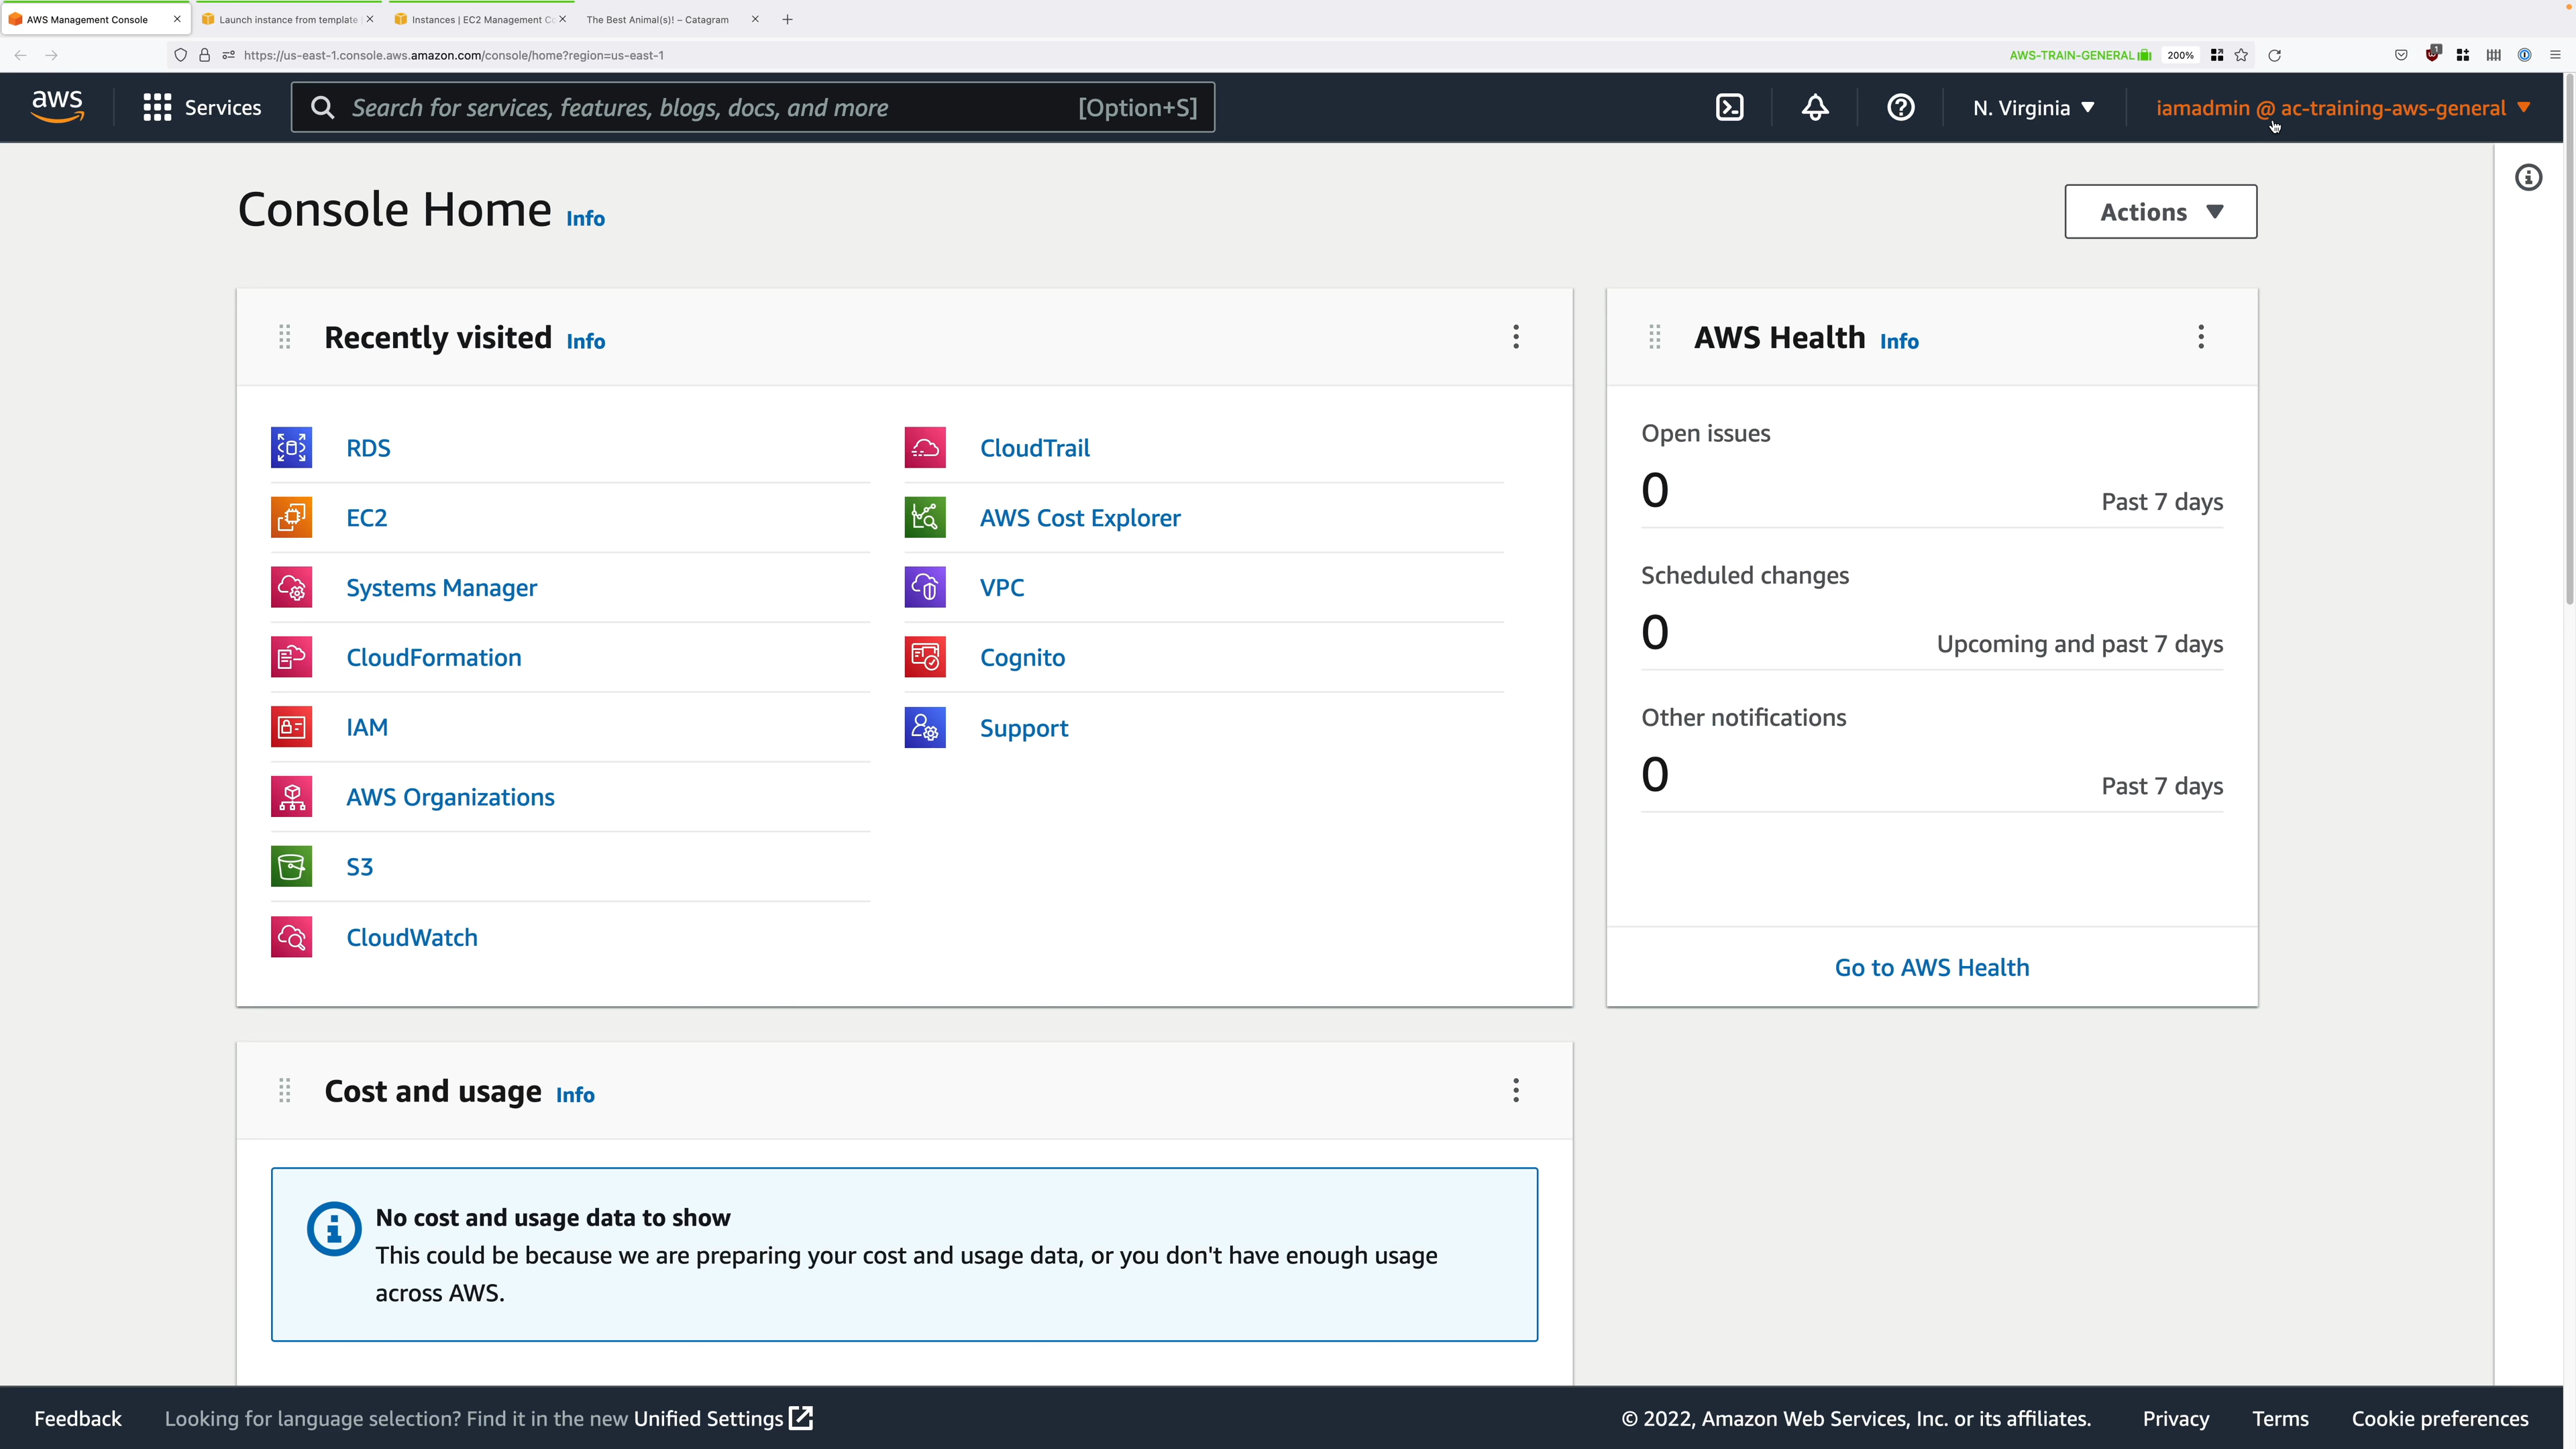 AWS Management Console
Launch instance from template
Instances | EC2 Management Co
The Best Animal(s)! – Catagram
https://us-east-1.console.aws.amazon.com/console/home?region=us-east-1
AWS-TRAIN-GENERAL
200%
1
aws
Services
Search for services, features, blogs, docs, and more
[Option+S]
N. Virginia
iamadmin @ ac-training-aws-general
Console Home Info
Actions
Recently visited Info
RDS
EC2
Systems Manager
CloudFormation
IAM
AWS Organizations
S3
CloudWatch
CloudTrail
AWS Cost Explorer
VPC
Cognito
Support
AWS Health Info
Open issues
0
Past 7 days
Scheduled changes
0
Upcoming and past 7 days
Other notifications
0
Past 7 days
Go to AWS Health
Cost and usage Info
No cost and usage data to show
This could be because we are preparing your cost and usage data, or you don't have enough usage
across AWS.
Feedback
Looking for language selection? Find it in the new Unified Settings
© 2022, Amazon Web Services, Inc. or its affiliates.
Privacy
Terms
Cookie preferences